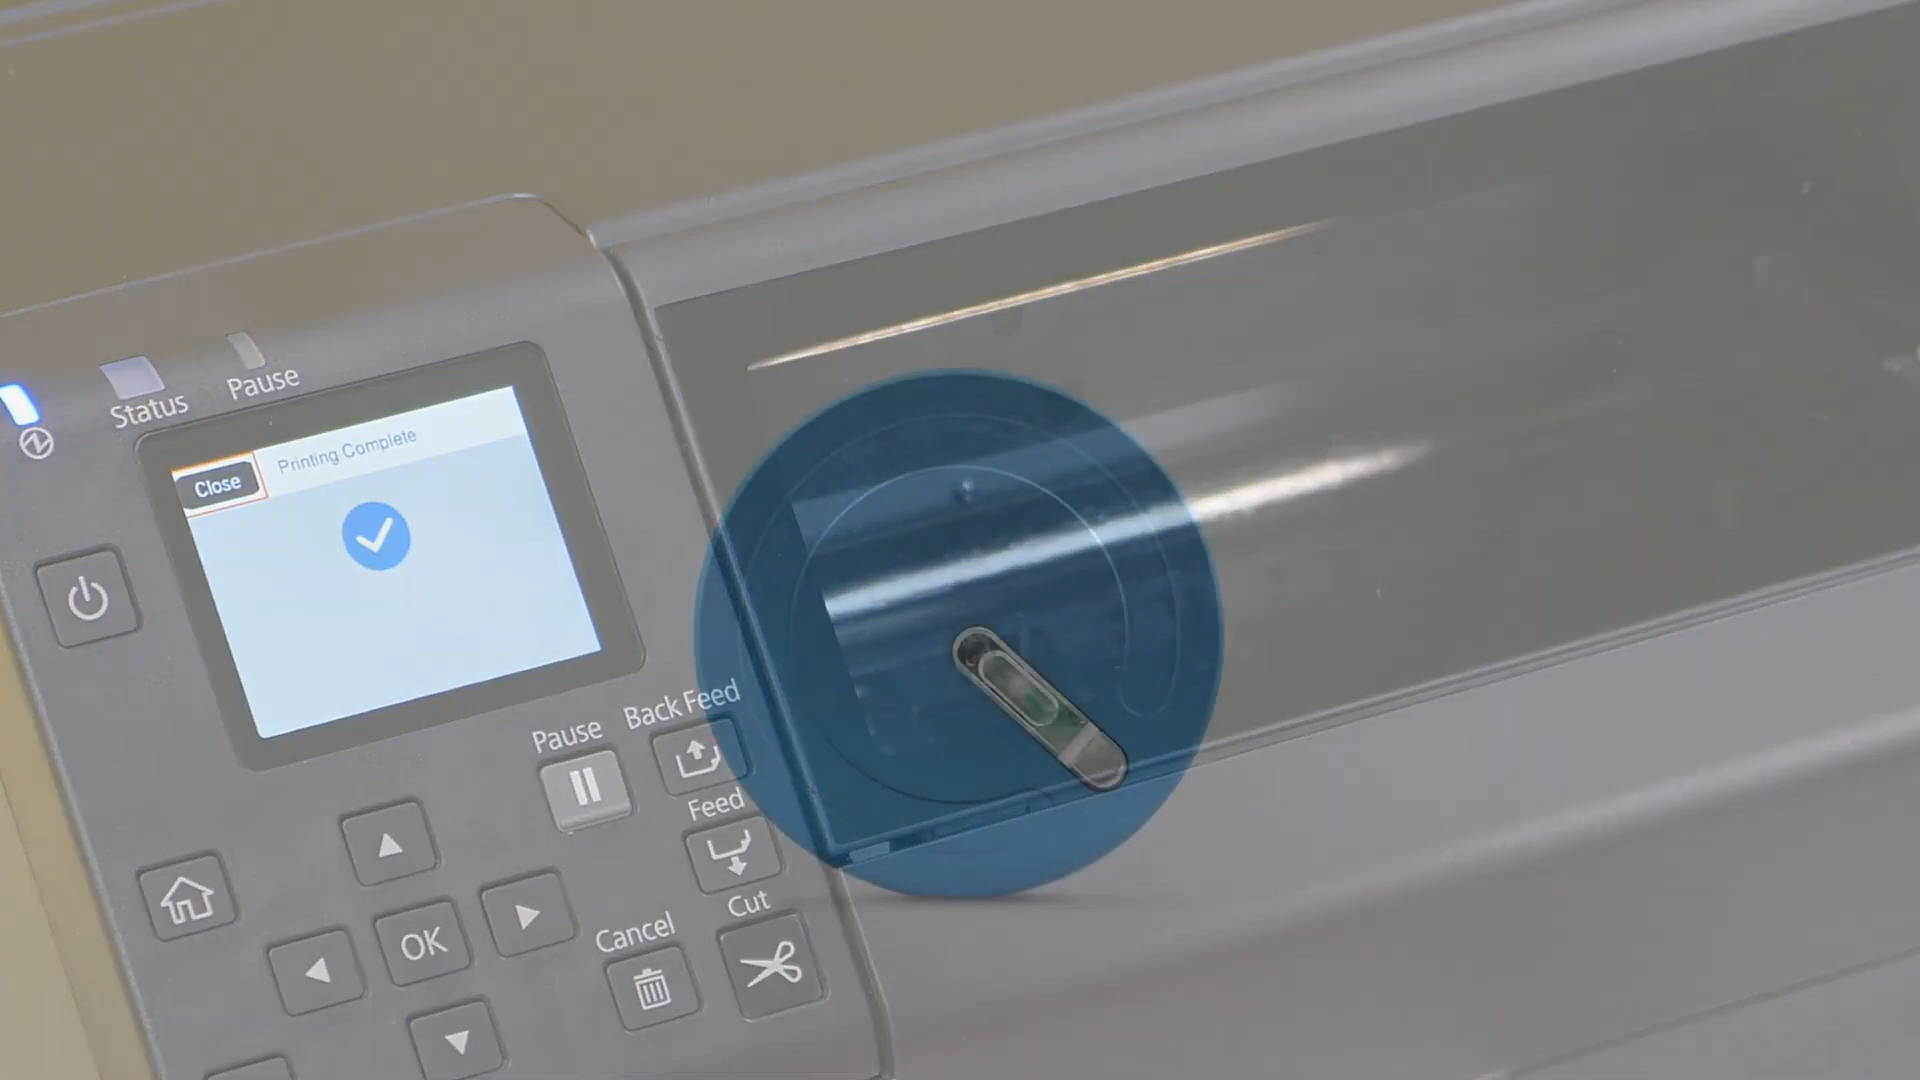 Status
Pause
Printing Complete
Close
Back Feed
Pause
Feed
Cut
Cancel
OK